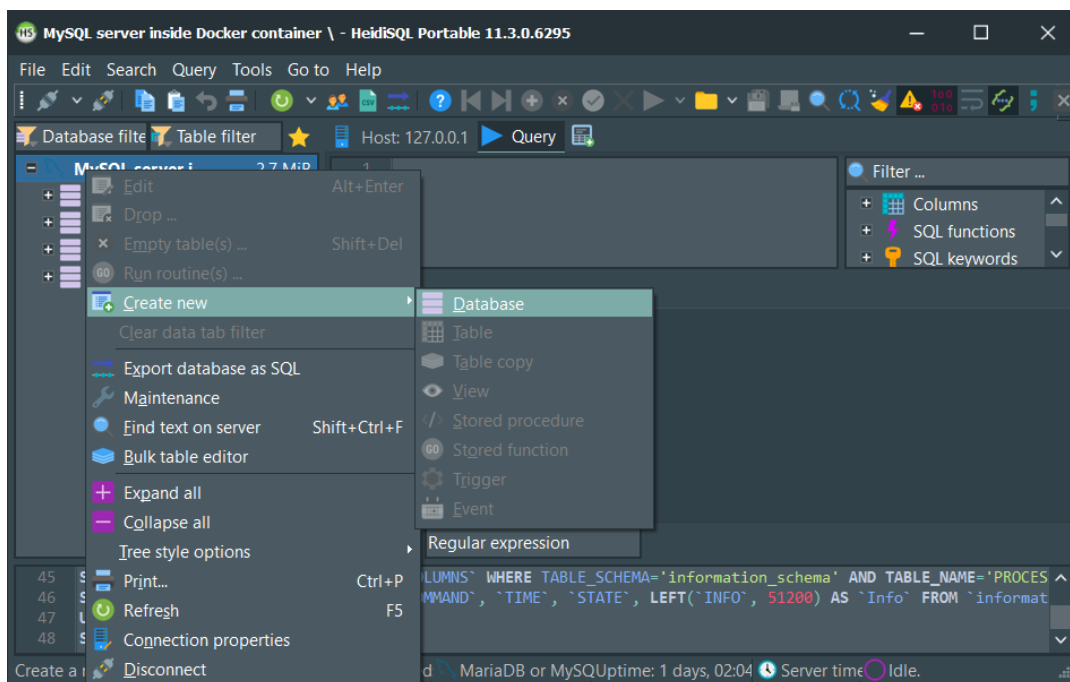 MySQL server inside Docker container \ - HeidiSQL Portable 11.3.0.6295
File Edit Search Query Tools Go to Help
Database filte Table filter Host: 127.0.0.1 Query
MySQL server i 2.7 MiB 1
Filter ...
Columns
SQL functions
SQL keywords
Edit Alt+Enter
Drop ...
Empty table(s) ... Shift+Del
Run routine(s) ...
Create new
Clear data tab filter
Export database as SQL
Maintenance
Find text on server Shift+Ctrl+F
Bulk table editor
Expand all
Collapse all
Tree style options
Print... Ctrl+P
Refresh F5
Connection properties
Disconnect
Database
Table
Table copy
View
Stored procedure
Stored function
Trigger
Event
Regular expression
45 S LUMNS` WHERE TABLE_SCHEMA='information_schema' AND TABLE_NAME='PROCES
46 S MMAND`, `TIME`, `STATE`, LEFT(`INFO`, 51200) AS `Info` FROM `informat
47 U
48 S
Create a d MariaDB or MySQ Uptime: 1 days, 02:04 Server time Idle.